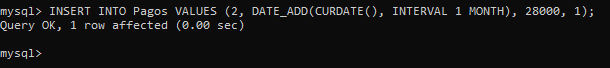 mysql> INSERT INTO Pagos VALUES (2, DATE_ADD(CURDATE(), INTERVAL 1 MONTH), 28000, 1);
Query OK, 1 row affected (0.00 sec)
mysql>